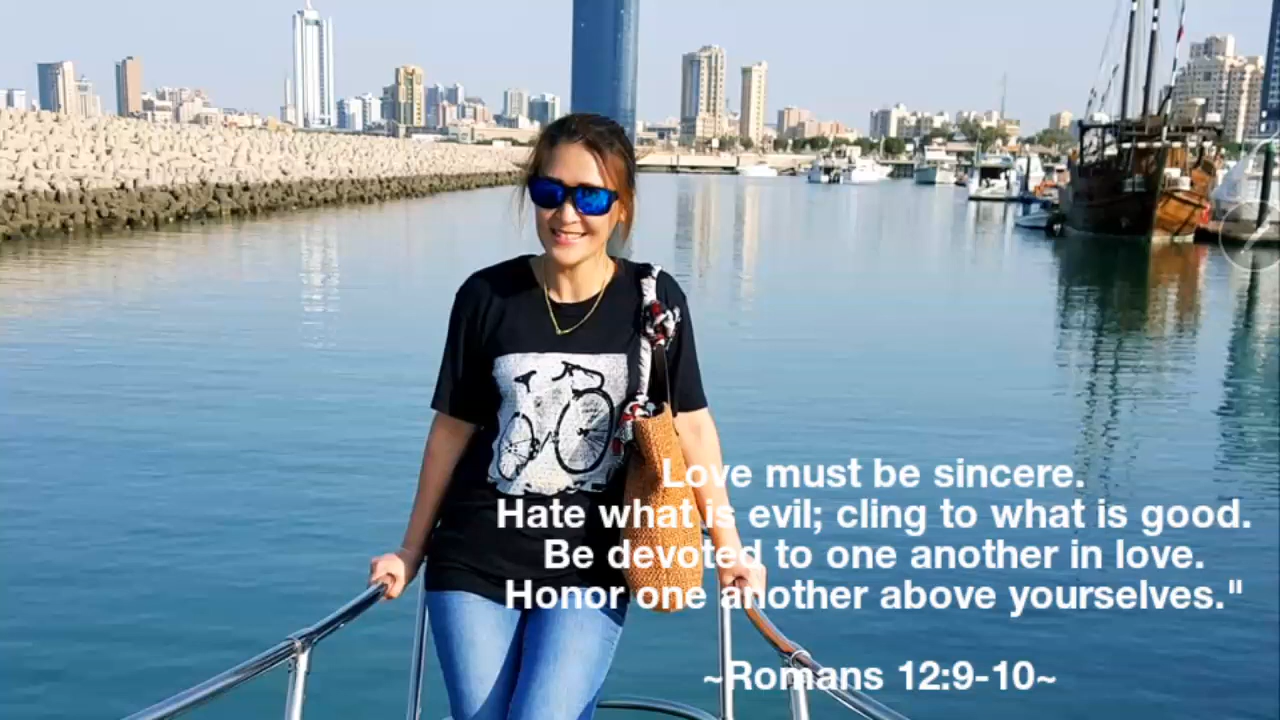 Love must be sincere.
Hate what is evil; cling to what is good.
Be devoted to one another in love.
Honor one another above yourselves."
~Romans 12:9-10~